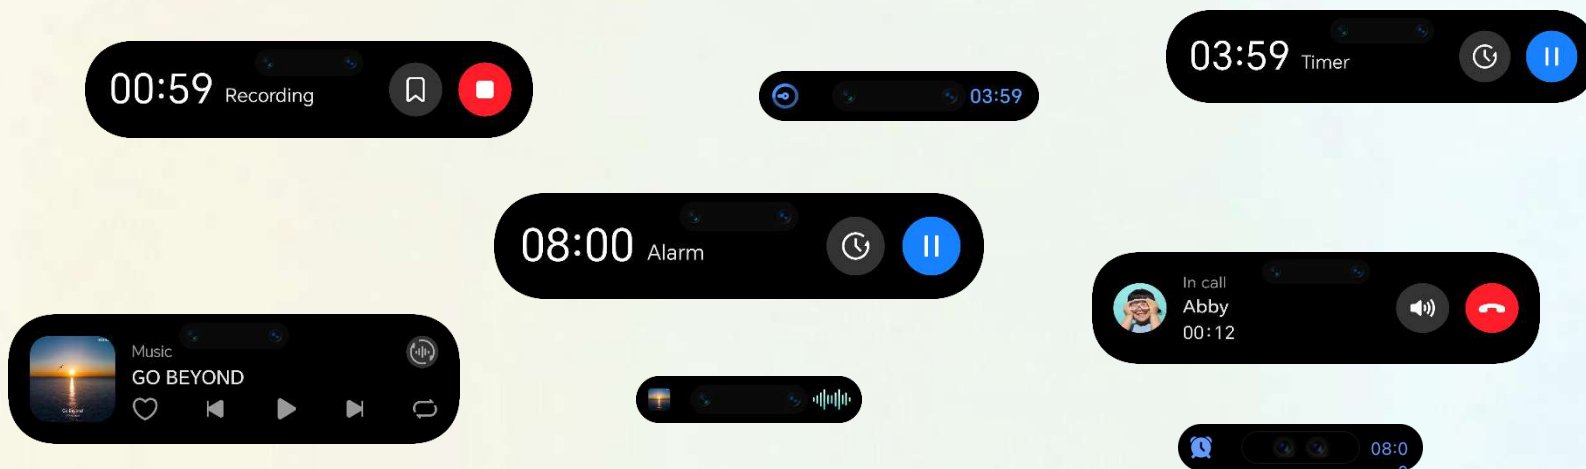 00:59 Recording
03:59
03:59 Timer
08:00 Alarm
In call
Abby
00:12
Music
GO BEYOND
08:0